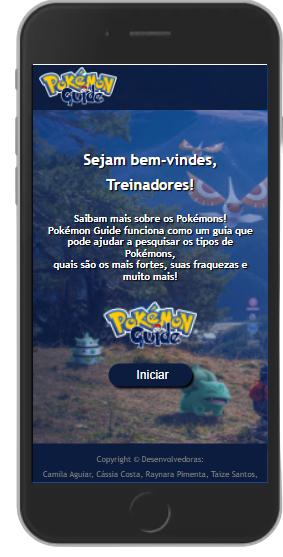 POKÉMON
Guide
Sejam bem-vindes,
Treinadores!
Saibam mais sobre os Pokémons!
Pokémon Guide funciona como um guia que
pode ajudar a pesquisar os tipos de
Pokémons,
quais são os mais fortes, suas fraquezas e
muito mais!
POKÉMON
Guide
Iniciar
Copyright © Desenvolvedoras:
Camila Aguiar, Cássia Costa, Raynara Pimenta, Taize Santos,